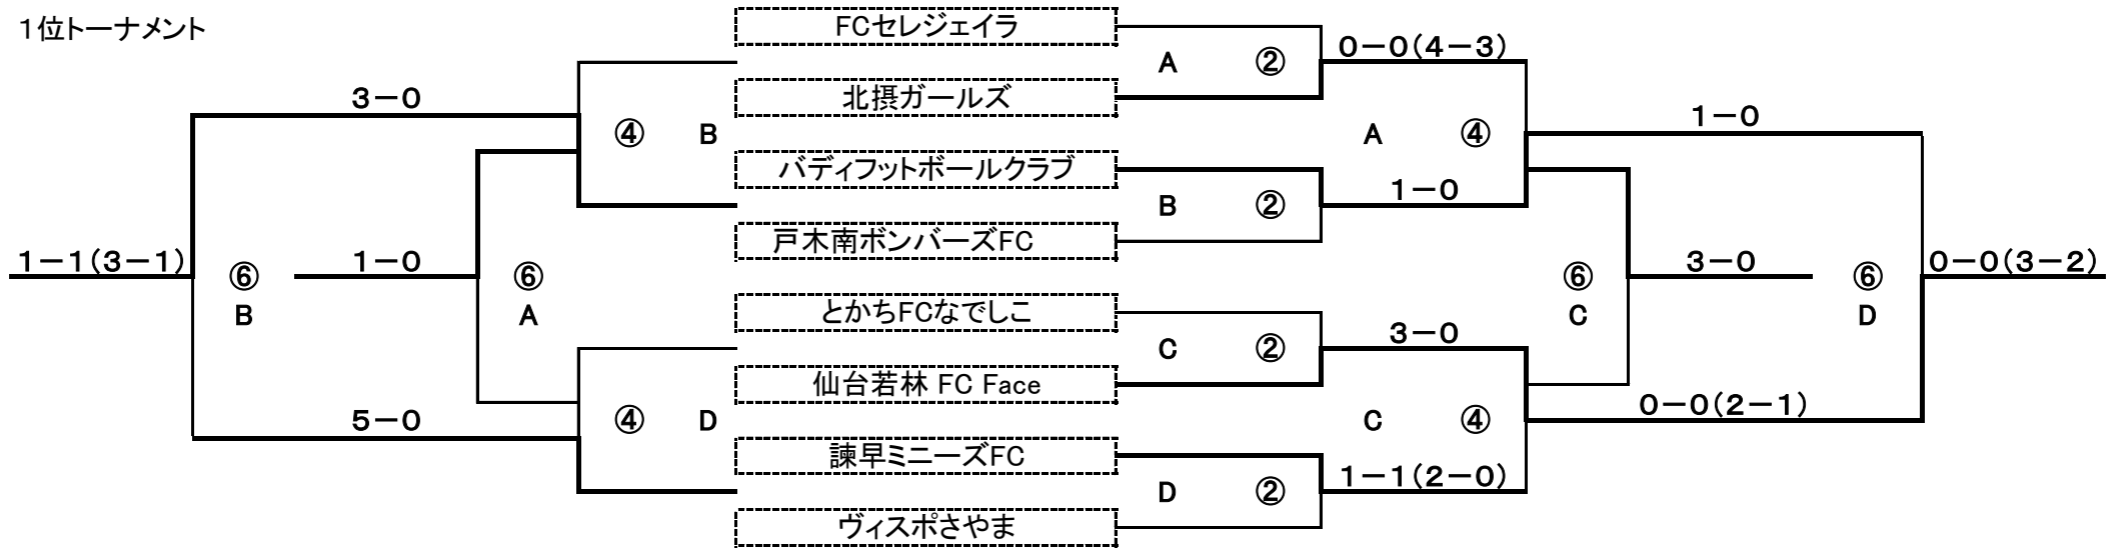 1位トーナメント
FCセレジェイラ
A ② 0-0(4-3)
3-0
北摂ガールズ
④ B
A ④
1-0
バディフットボールクラブ
B ② 1-0
戸木南ボンバーズFC
1-1(3-1) ⑥ 1-0 ⑥
⑥ 3-0 ⑥ 0-0(3-2)
B A
とかちFCなでしこ
C D
C ② 3-0
仙台若林 FC Face
5-0
④ D
C ④
0-0(2-1)
諫早ミニーズFC
D ② 1-1(2-0)
ヴィスポさやま